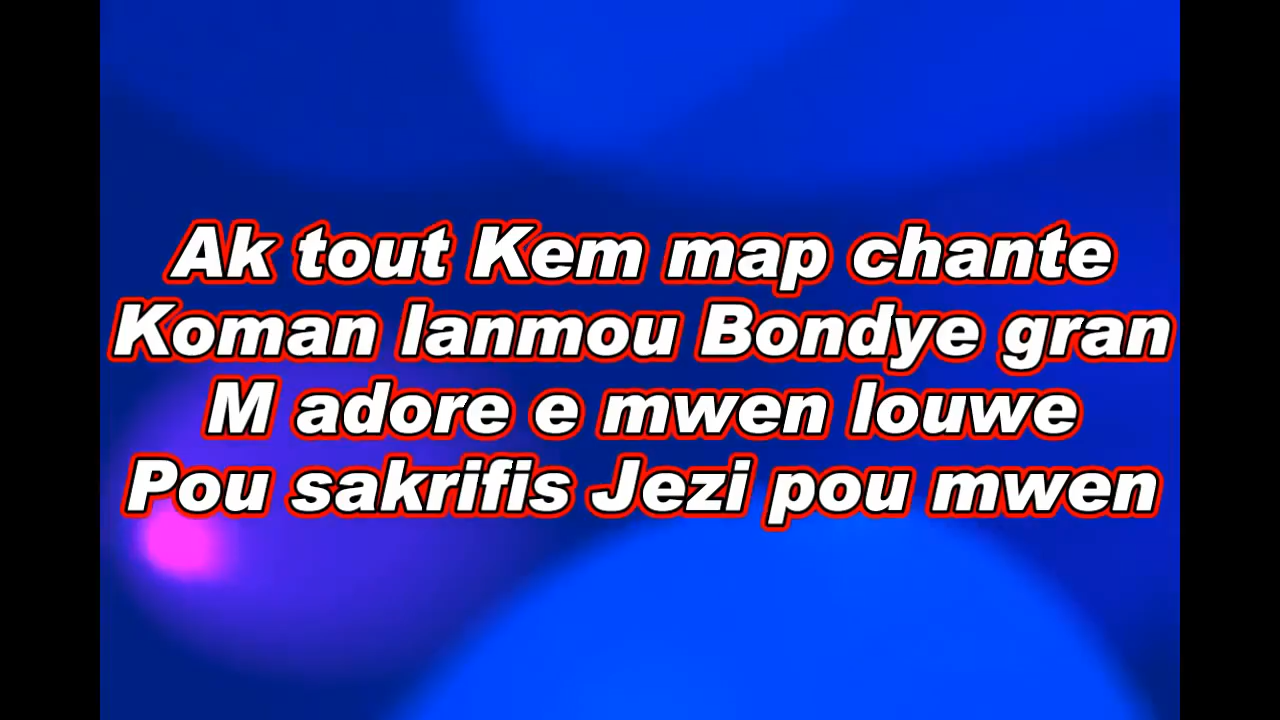 Ak tout Kem map chante
Koman lanmou Bondye gran
M adore e mwen louwe
Pou sakrifis Jezi pou mwen